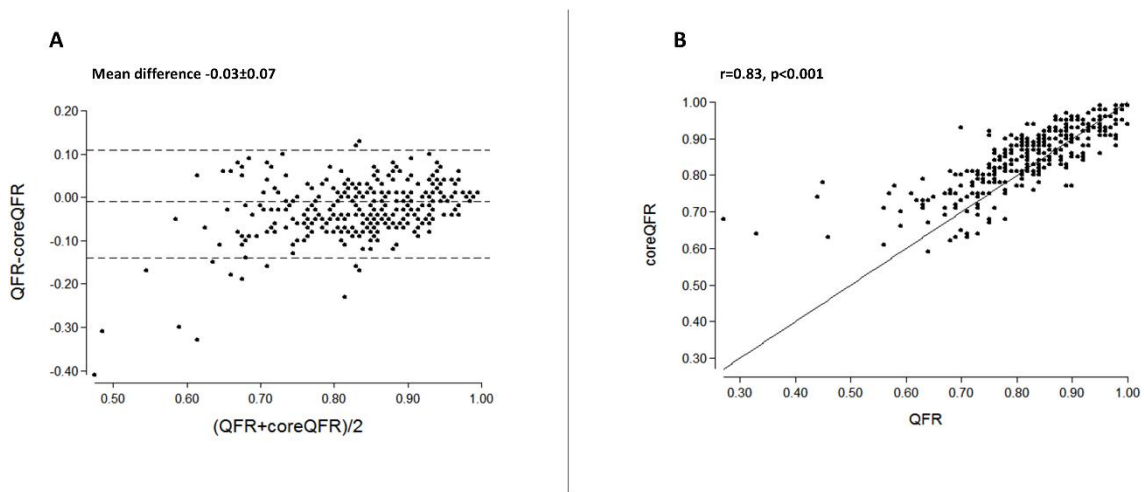 A
Mean difference -0.03±0.07
0.20
0.10
0.00
-0.10
-0.20
-0.30
-0.40
QFR-coreQFR
0.50 0.60 0.70 0.80 0.90 1.00
(QFR+coreQFR)/2
B
r=0.83, p<0.001
1.00
0.90
0.80
0.70
0.60
0.50
0.40
0.30
coreQFR
0.30 0.40 0.50 0.60 0.70 0.80 0.90 1.00
QFR